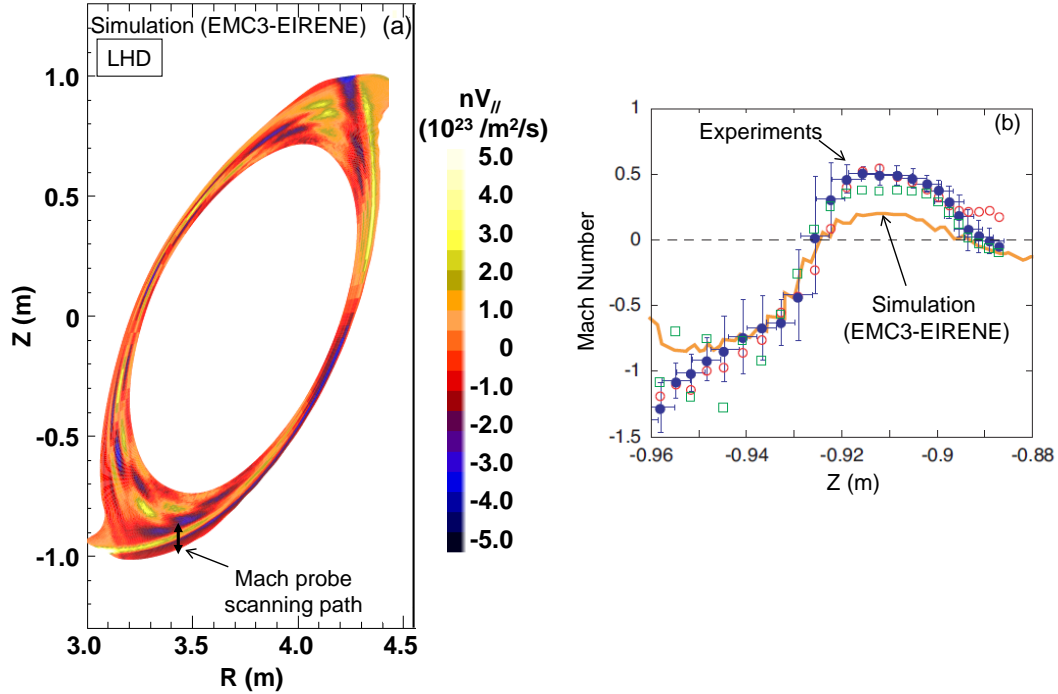 Simulation (EMC3-EIRENE) (a)
LHD
1.0
0.5
0
-0.5
-1.0
Z (m)
3.0 3.5 4.0 4.5
R (m)
Mach probe
scanning path
nV//
(10^23 /m^2/s)
5.0
4.0
3.0
2.0
1.0
0
-1.0
-2.0
-3.0
-4.0
-5.0
(b)
Experiments
Simulation
(EMC3-EIRENE)
Mach Number
1
0.5
0
-0.5
-1
-1.5
-0.96 -0.94 -0.92 -0.9 -0.88
Z (m)